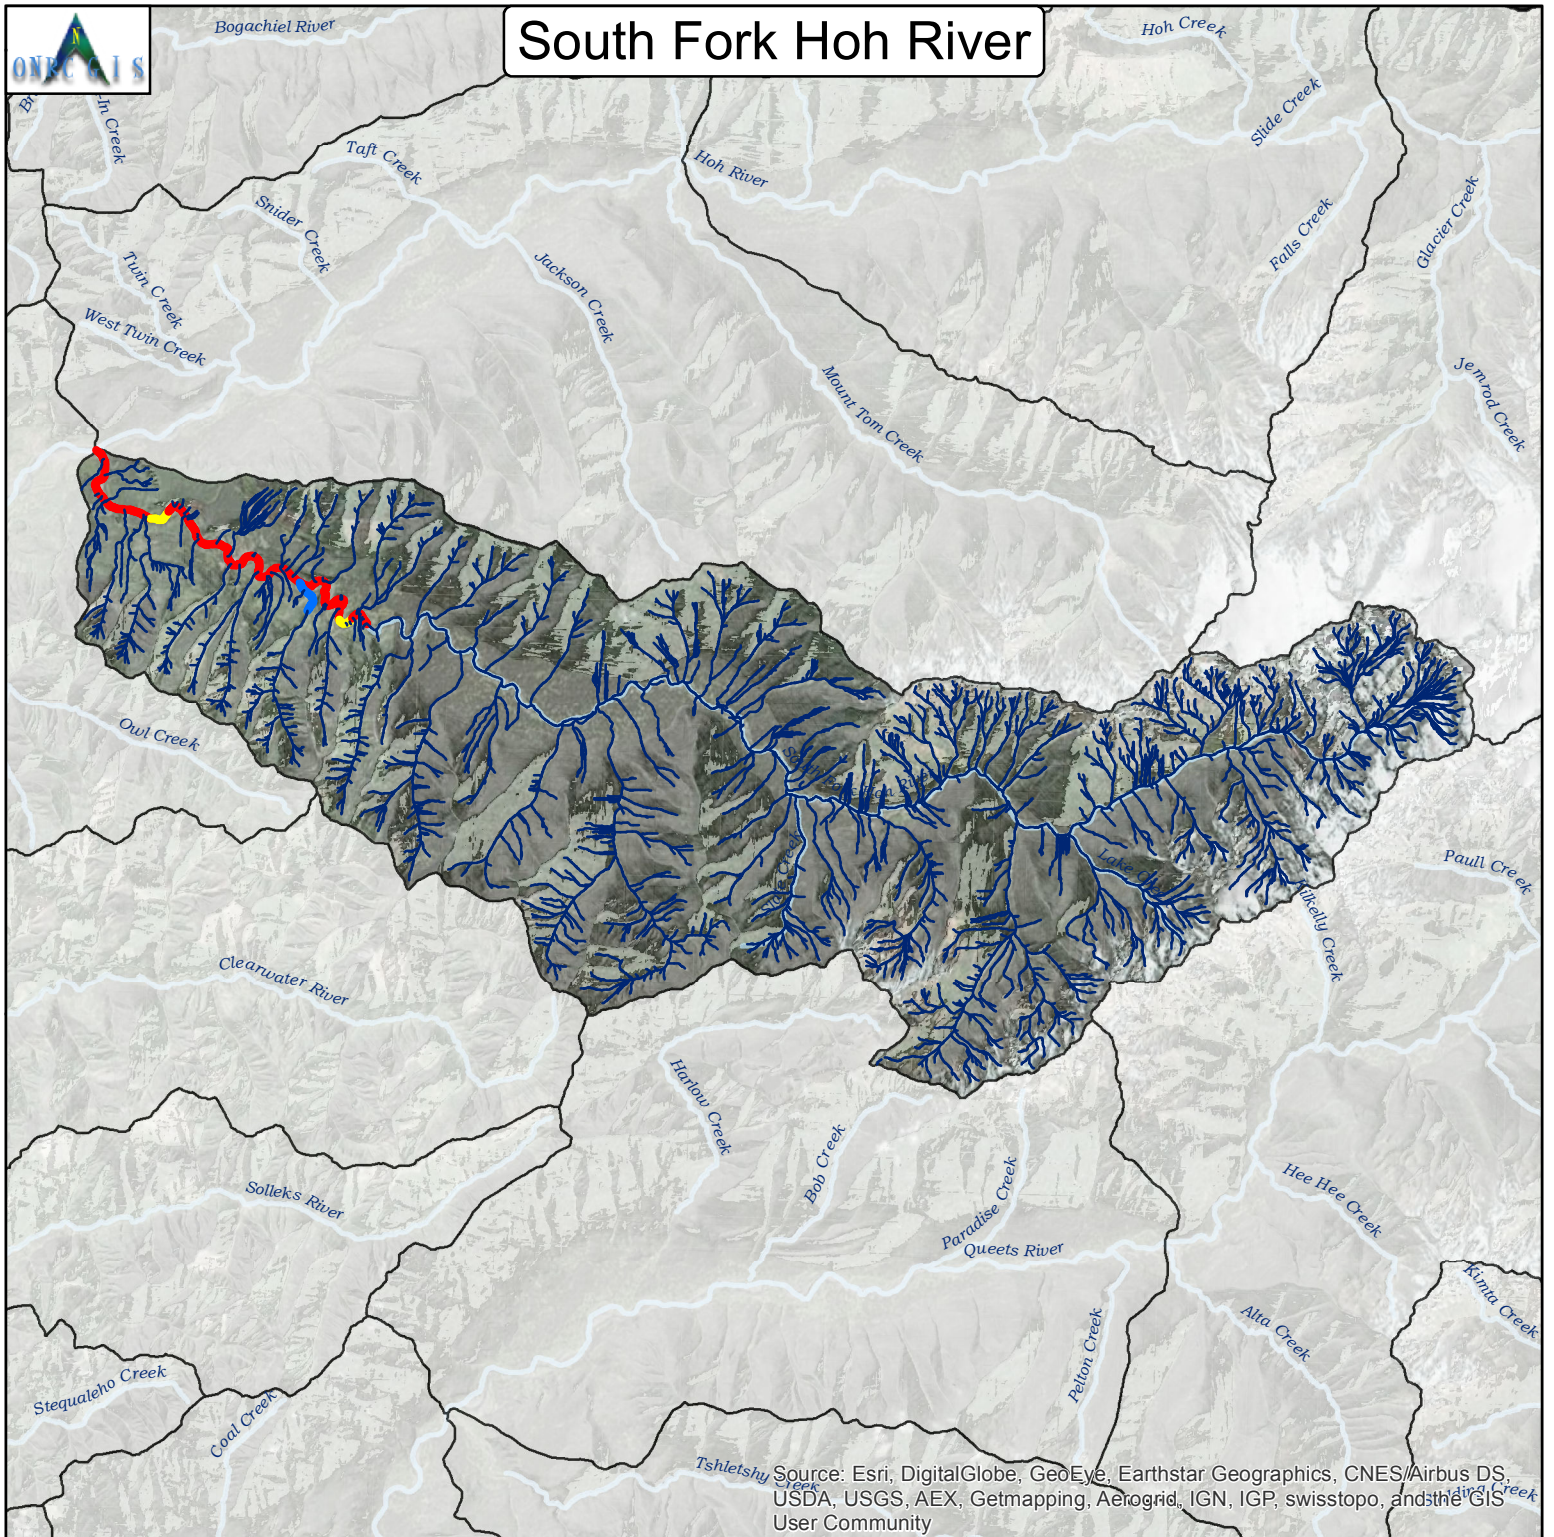 South Fork Hoh River
N
ONRC GIS
Bogachiel River
Hoh Creek
Slide Creek
-In Creek
Taft Creek
Hoh River
Snider Creek
Falls Creek
Glacier Creek
Twin Creek
Jackson Creek
West Twin Creek
Mount Tom Creek
Jemrod Creek
Owl Creek
Lake
Paull Creek
Clearwater River
Harlow Creek
Bob Creek
Paradise Creek
Queets River
Hee Hee Creek
Solleks River
Kimta Creek
Alta Creek
Pelton Creek
Stequaleho Creek
Coal Creek
Tshletshy Creek
Source: Esri, DigitalGlobe, GeoEye, Earthstar Geographics, CNES/Airbus DS,
USDA, USGS, AEX, Getmapping, Aerogrid, IGN, IGP, swisstopo, and the GIS
User Community